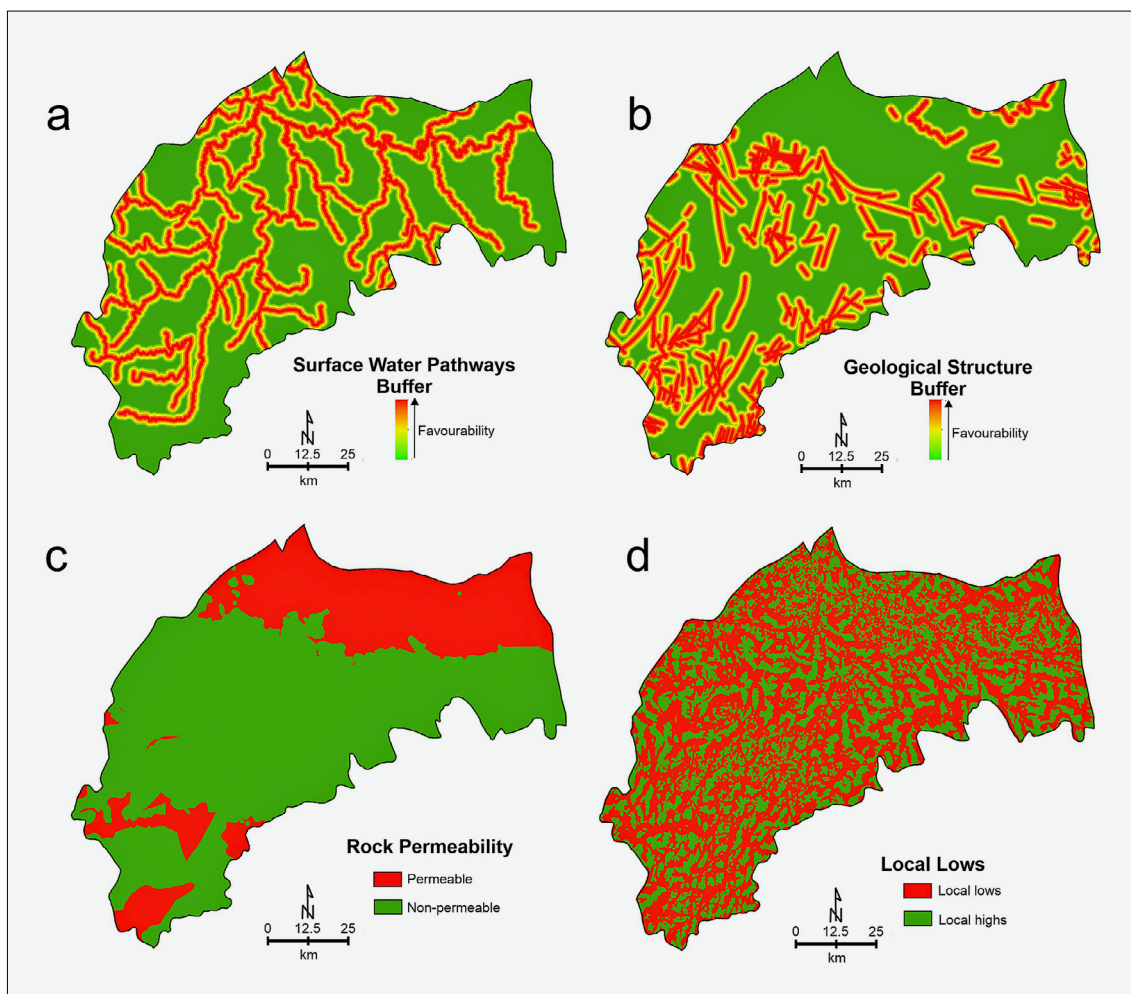 a
Surface Water Pathways
Buffer
Favourability
N
0 12.5 25
km
b
Geological Structure
Buffer
Favourability
N
0 12.5 25
km
c
Rock Permeability
Permeable
Non-permeable
N
0 12.5 25
km
d
Local Lows
Local lows
Local highs
N
0 12.5 25
km